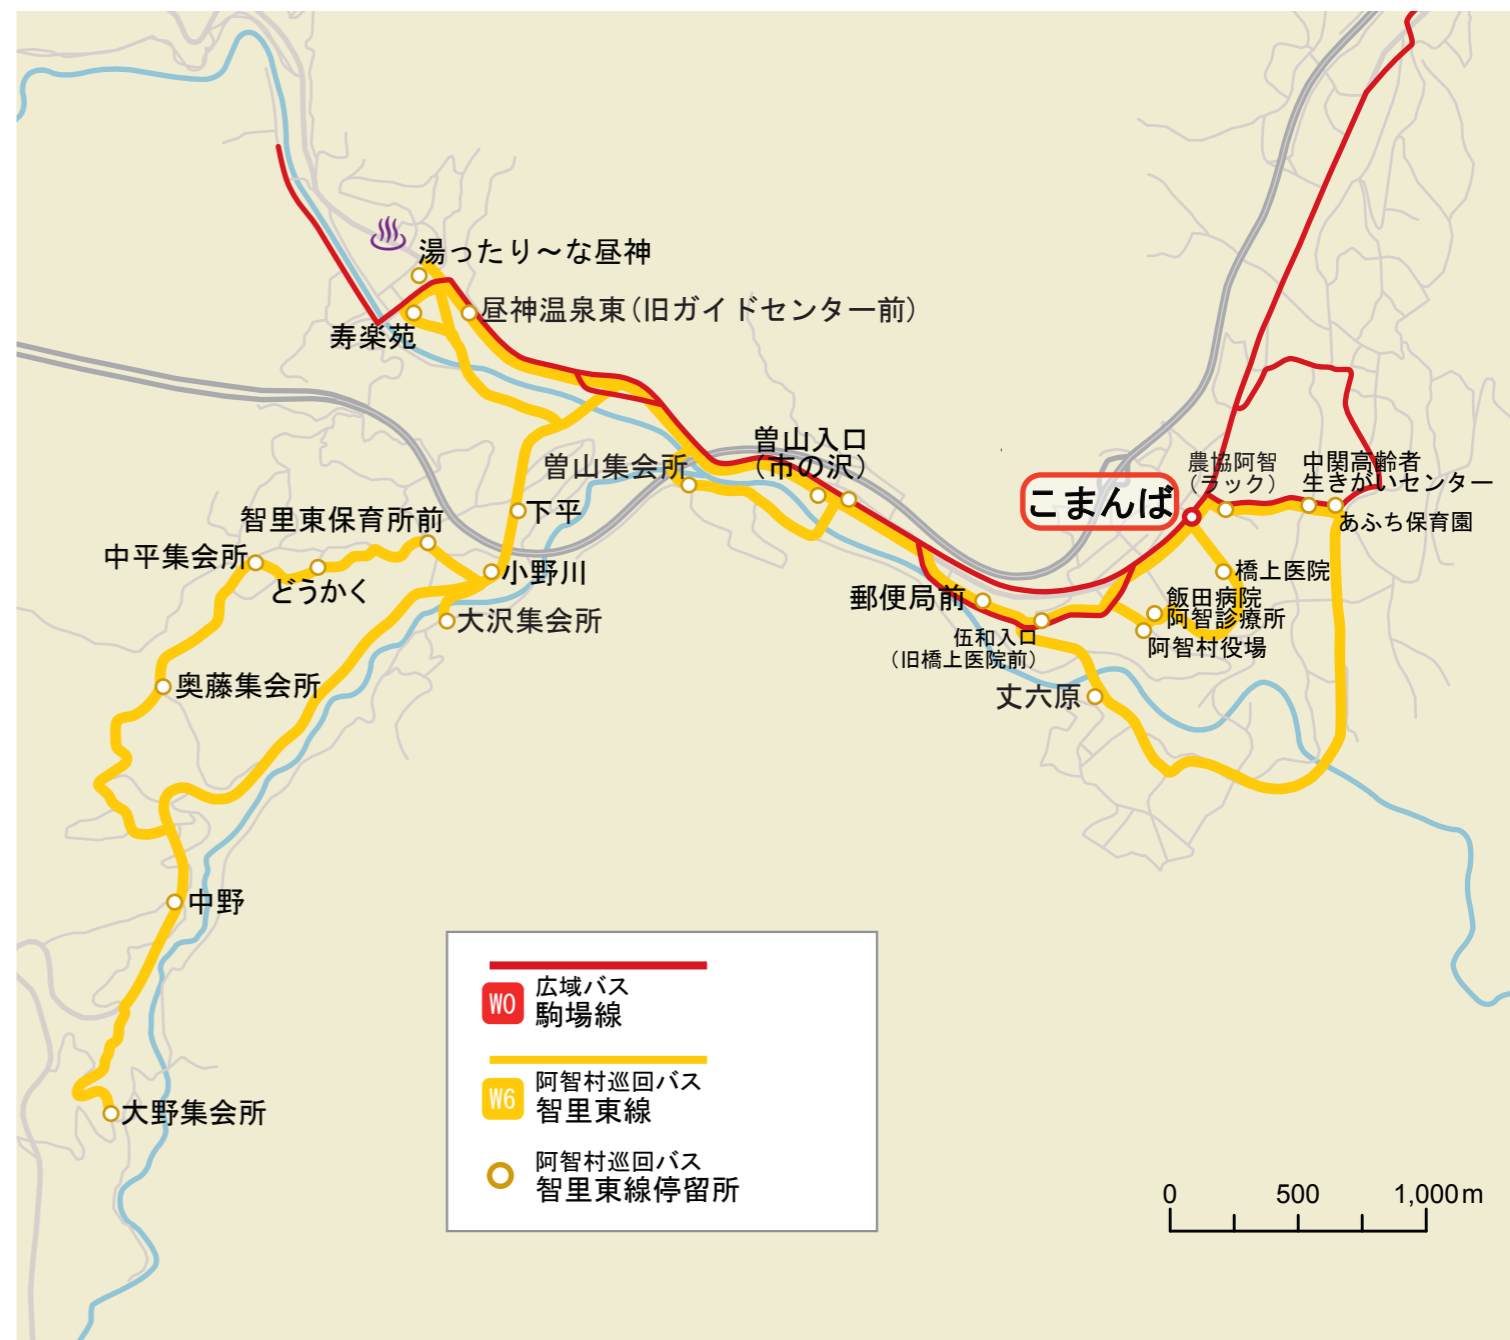 湯ったり～な昼神
昼神温泉東(旧ガイドセンター前)
寿楽苑
曽山入口
(市の沢)
曽山集会所
農協阿智
(ラック)
中関高齢者
生きがいセンター
こまんば
あふち保育園
下平
智里東保育所前
中平集会所
どうかく
小野川
大沢集会所
橋上医院
郵便局前
飯田病院
阿智診療所
伍和入口
(旧橋上医院前)
阿智村役場
奥藤集会所
丈六原
中野
大野集会所
W0
広域バス
駒場線
W6
阿智村巡回バス
智里東線
阿智村巡回バス
智里東線停留所
0 500 1,000m